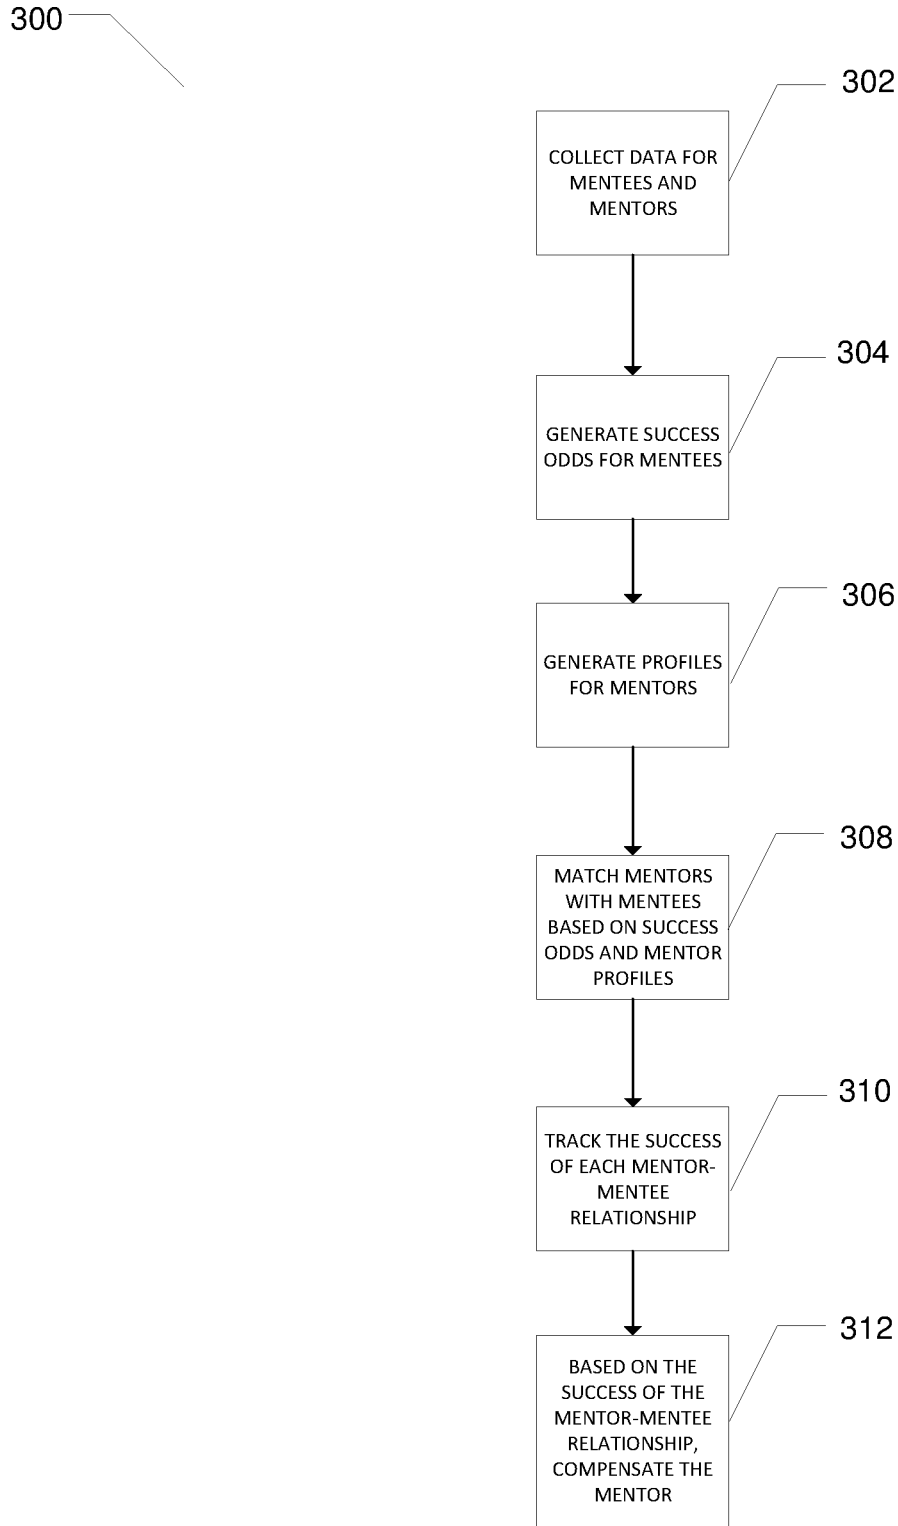 300
302
COLLECT DATA FOR
MENTEES AND
MENTORS
304
GENERATE SUCCESS
ODDS FOR MENTEES
306
GENERATE PROFILES
FOR MENTORS
308
MATCH MENTORS
WITH MENTEES
BASED ON SUCCESS
ODDS AND MENTOR
PROFILES
310
TRACK THE SUCCESS
OF EACH MENTOR-
MENTEE
RELATIONSHIP
312
BASED ON THE
SUCCESS OF THE
MENTOR-MENTEE
RELATIONSHIP,
COMPENSATE THE
MENTOR